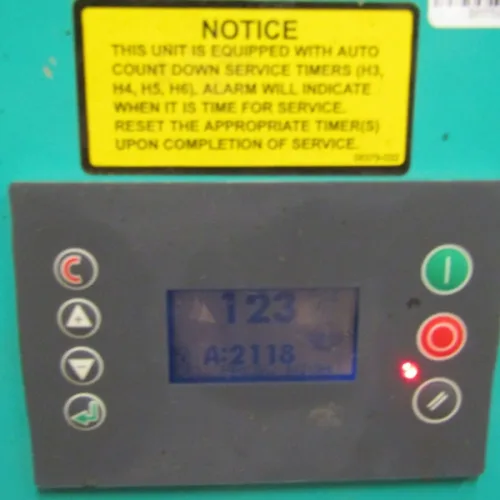 NOTICE
THIS UNIT IS EQUIPPED WITH AUTO
COUNT DOWN SERVICE TIMERS (H3,
H4, H5, H6). ALARM WILL INDICATE
WHEN IT IS TIME FOR SERVICE.
RESET THE APPROPRIATE TIMER(S)
UPON COMPLETION OF SERVICE.
123
A:2118